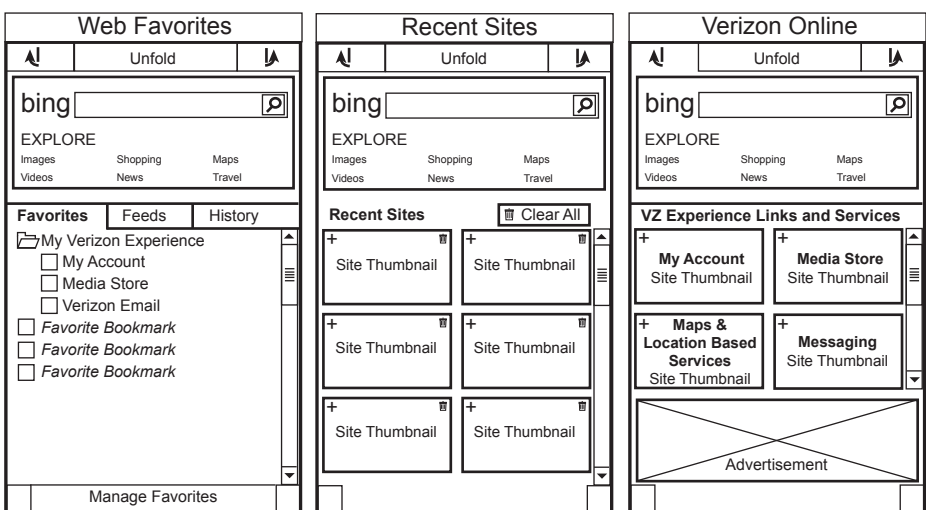 Web Favorites
Unfold
bing
EXPLORE
Images Shopping Maps
Videos News Travel
Favorites Feeds History
My Verizon Experience
My Account
Media Store
Verizon Email
Favorite Bookmark
Favorite Bookmark
Favorite Bookmark
Manage Favorites
Recent Sites
Unfold
bing
EXPLORE
Images Shopping Maps
Videos News Travel
Recent Sites Clear All
+ +
Site Thumbnail Site Thumbnail
+ +
Site Thumbnail Site Thumbnail
+ +
Site Thumbnail Site Thumbnail
Verizon Online
Unfold
bing
EXPLORE
Images Shopping Maps
Videos News Travel
VZ Experience Links and Services
+
My Account
Site Thumbnail
+
Media Store
Site Thumbnail
+ Maps &
Location Based
Services
Site Thumbnail
+
Messaging
Site Thumbnail
Advertisement